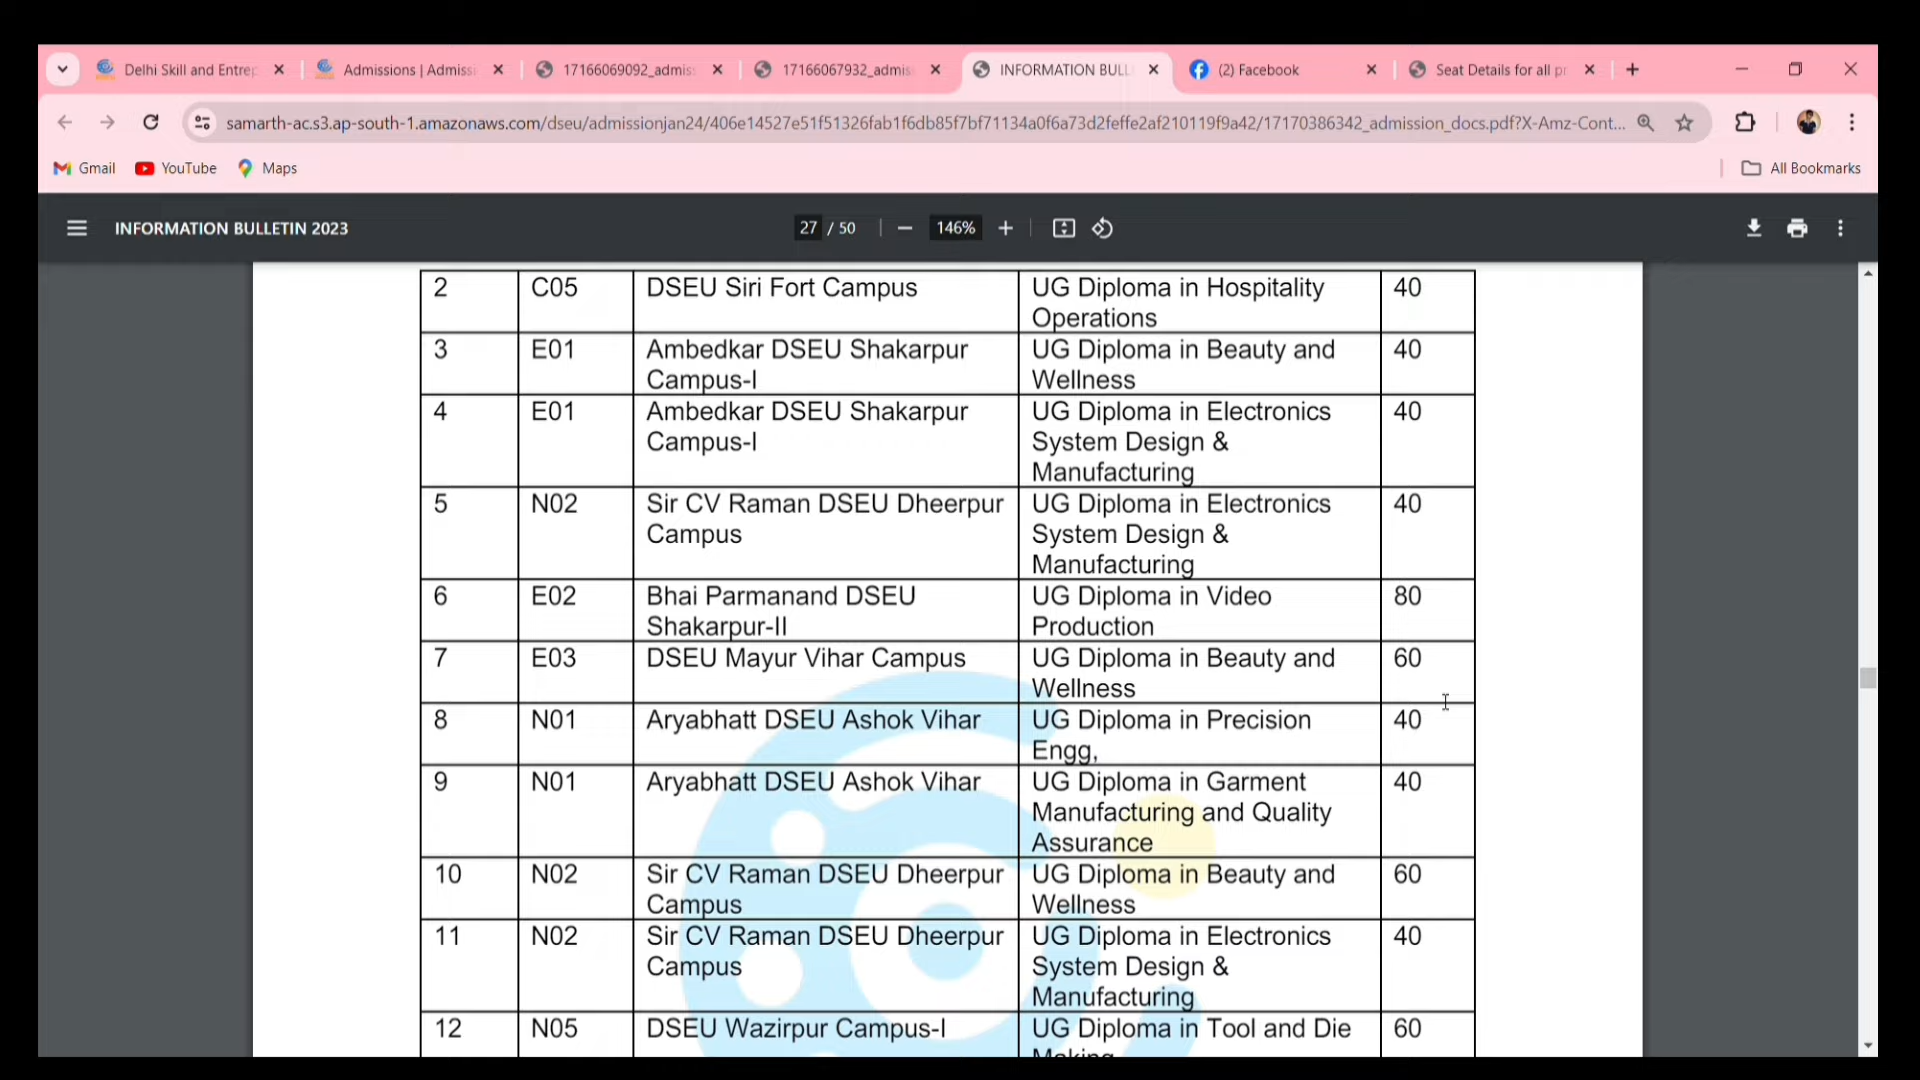 Delhi Skill and Entrep
Admissions | Admissi
17166069092_admis
17166067932_admis
INFORMATION BULL
(2) Facebook
Seat Details for all pr
samarth-ac.s3.ap-south-1.amazonaws.com/dseu/admissionjan24/406e14527e51f51326fab1f6db85f7bf71134a0f6a73d2feffe2af210119f9a42/17170386342_admission_docs.pdf?X-Amz-Cont...
Gmail
YouTube
Maps
All Bookmarks
INFORMATION BULLETIN 2023
27 / 50
146%
2 C05 DSEU Siri Fort Campus UG Diploma in Hospitality 40
Operations
3 E01 Ambedkar DSEU Shakarpur UG Diploma in Beauty and 40
Campus-I Wellness
4 E01 Ambedkar DSEU Shakarpur UG Diploma in Electronics 40
Campus-I System Design &
Manufacturing
5 N02 Sir CV Raman DSEU Dheerpur UG Diploma in Electronics 40
Campus System Design &
Manufacturing
6 E02 Bhai Parmanand DSEU UG Diploma in Video 80
Shakarpur-II Production
7 E03 DSEU Mayur Vihar Campus UG Diploma in Beauty and 60
Wellness
8 N01 Aryabhatt DSEU Ashok Vihar UG Diploma in Precision 40
Engg,
9 N01 Aryabhatt DSEU Ashok Vihar UG Diploma in Garment 40
Manufacturing and Quality
Assurance
10 N02 Sir CV Raman DSEU Dheerpur UG Diploma in Beauty and 60
Campus Wellness
11 N02 Sir CV Raman DSEU Dheerpur UG Diploma in Electronics 40
Campus System Design &
Manufacturing
12 N05 DSEU Wazirpur Campus-I UG Diploma in Tool and Die 60
Making